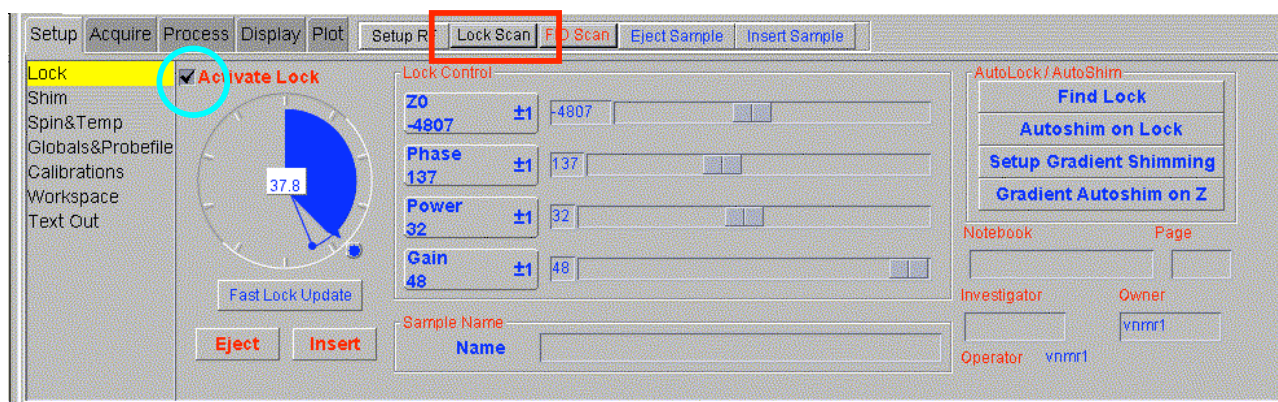 Setup Acquire Process Display Plot Setup RT Lock Scan FID Scan Eject Sample Insert Sample
Lock
Shim
Spin&Temp
Globals&Probefile
Calibrations
Workspace
Text Out
Activate Lock
37.8
Fast Lock Update
Eject Insert
Lock Control
Z0 ±1
-4807 -4807
Phase ±1
137 137
Power ±1
32 32
Gain ±1
48 48
Sample Name
Name
AutoLock / AutoShim
Find Lock
Autoshim on Lock
Setup Gradient Shimming
Gradient Autoshim on Z
Notebook Page
Investigator Owner
vnmr1
Operator vnmr1